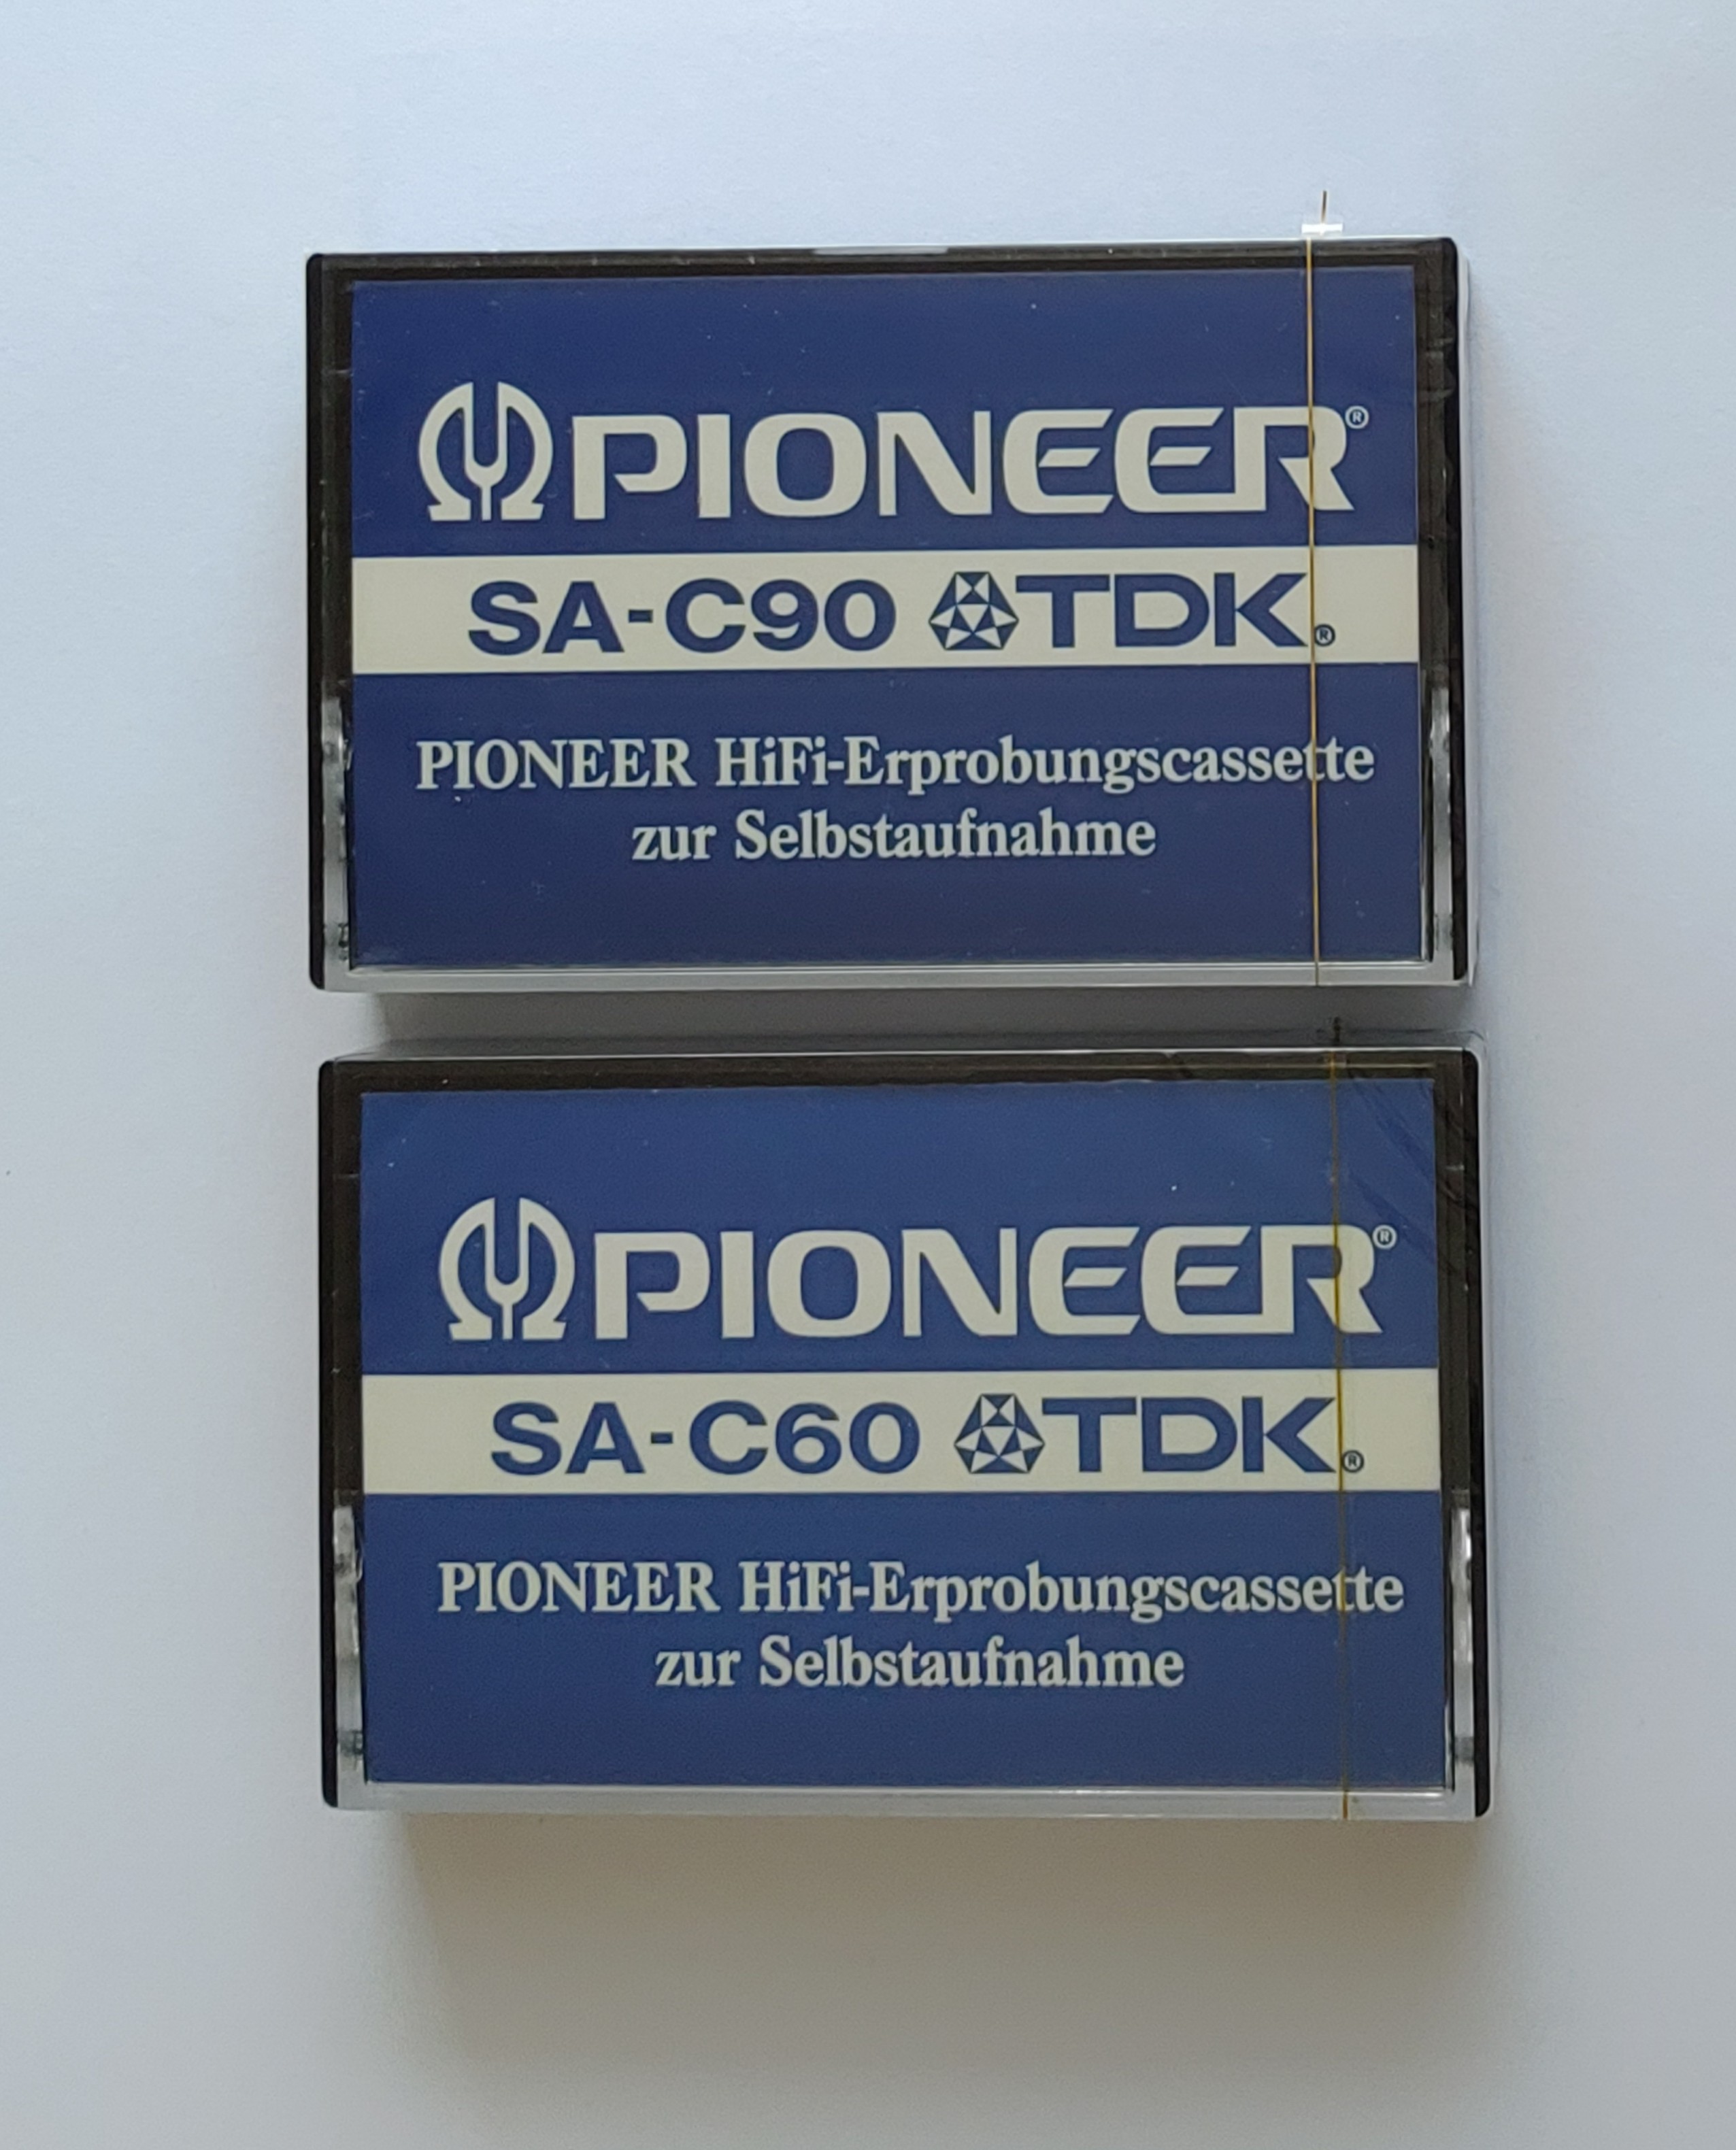 PIONEER®
SA-C90 TDK®
PIONEER HiFi-Erprobungscassette
zur Selbstaufnahme
PIONEER®
SA-C60 TDK®
PIONEER HiFi-Erprobungscassette
zur Selbstaufnahme